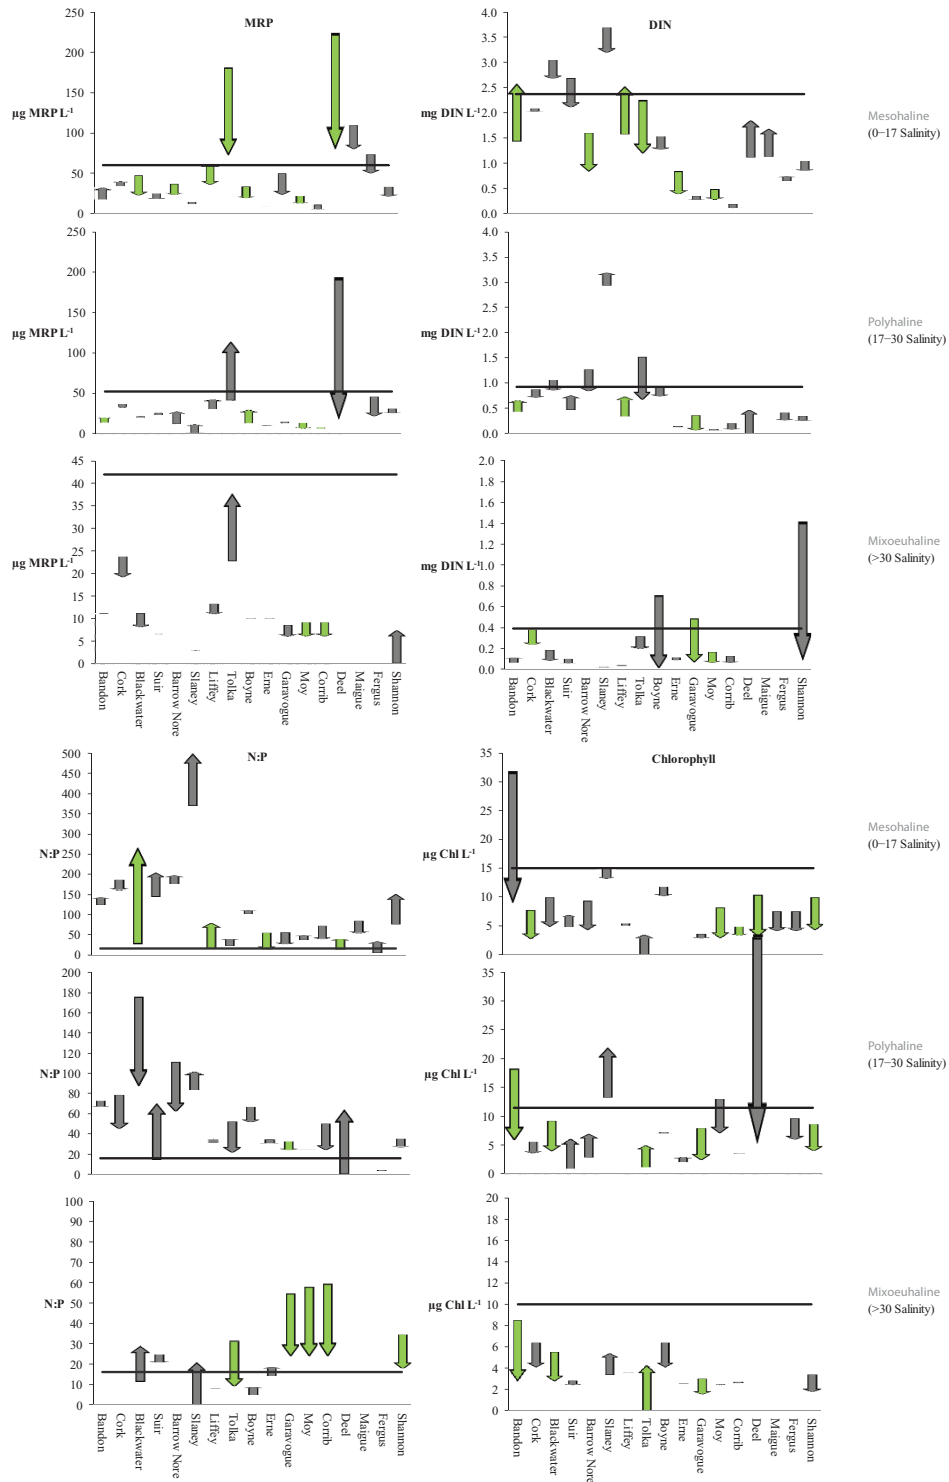 MRP
250
200
150
100
50
0
µg MRP L-1
DIN
4.0
3.5
3.0
2.5
2.0
1.5
1.0
0.5
0.0
mg DIN L-1
Mesohaline
(0–17 Salinity)
250
200
150
100
50
0
µg MRP L-1
4.0
3.5
3.0
2.0
1.5
1.0
0.5
0.0
mg DIN L-1
Polyhaline
(17–30 Salinity)
45
40
35
30
25
20
15
10
5
0
µg MRP L-1
2.0
1.8
1.6
1.4
1.2
1.0
0.8
0.6
0.4
0.2
0.0
mg DIN L-1
Mixoeuhaline
(>30 Salinity)
Bandon
Cork
Blackwater
Suir
Barrow Nore
Slaney
Liffey
Tolka
Boyne
Erne
Garavogue
Moy
Corrib
Deel
Maigue
Fergus
Shannon
Bandon
Cork
Blackwater
Suir
Barrow Nore
Slaney
Liffey
Tolka
Boyne
Erne
Garavogue
Moy
Corrib
Deel
Maigue
Fergus
Shannon
N:P
500
450
400
350
300
250
200
150
100
50
0
N:P
Chlorophyll
35
30
25
20
15
10
5
0
µg Chl L-1
Mesohaline
(0–17 Salinity)
200
180
160
140
120
100
80
60
40
20
0
N:P
35
30
25
20
15
10
5
0
µg Chl L-1
Polyhaline
(17–30 Salinity)
100
90
80
70
60
50
40
30
20
10
0
N:P
20
18
16
14
12
10
8
6
4
2
0
µg Chl L-1
Mixoeuhaline
(>30 Salinity)
Bandon
Cork
Blackwater
Suir
Barrow Nore
Slaney
Liffey
Tolka
Boyne
Erne
Garavogue
Moy
Corrib
Deel
Maigue
Fergus
Shannon
Bandon
Cork
Blackwater
Suir
Barrow Nore
Slaney
Liffey
Tolka
Boyne
Erne
Garavogue
Moy
Corrib
Deel
Maigue
Fergus
Shannon